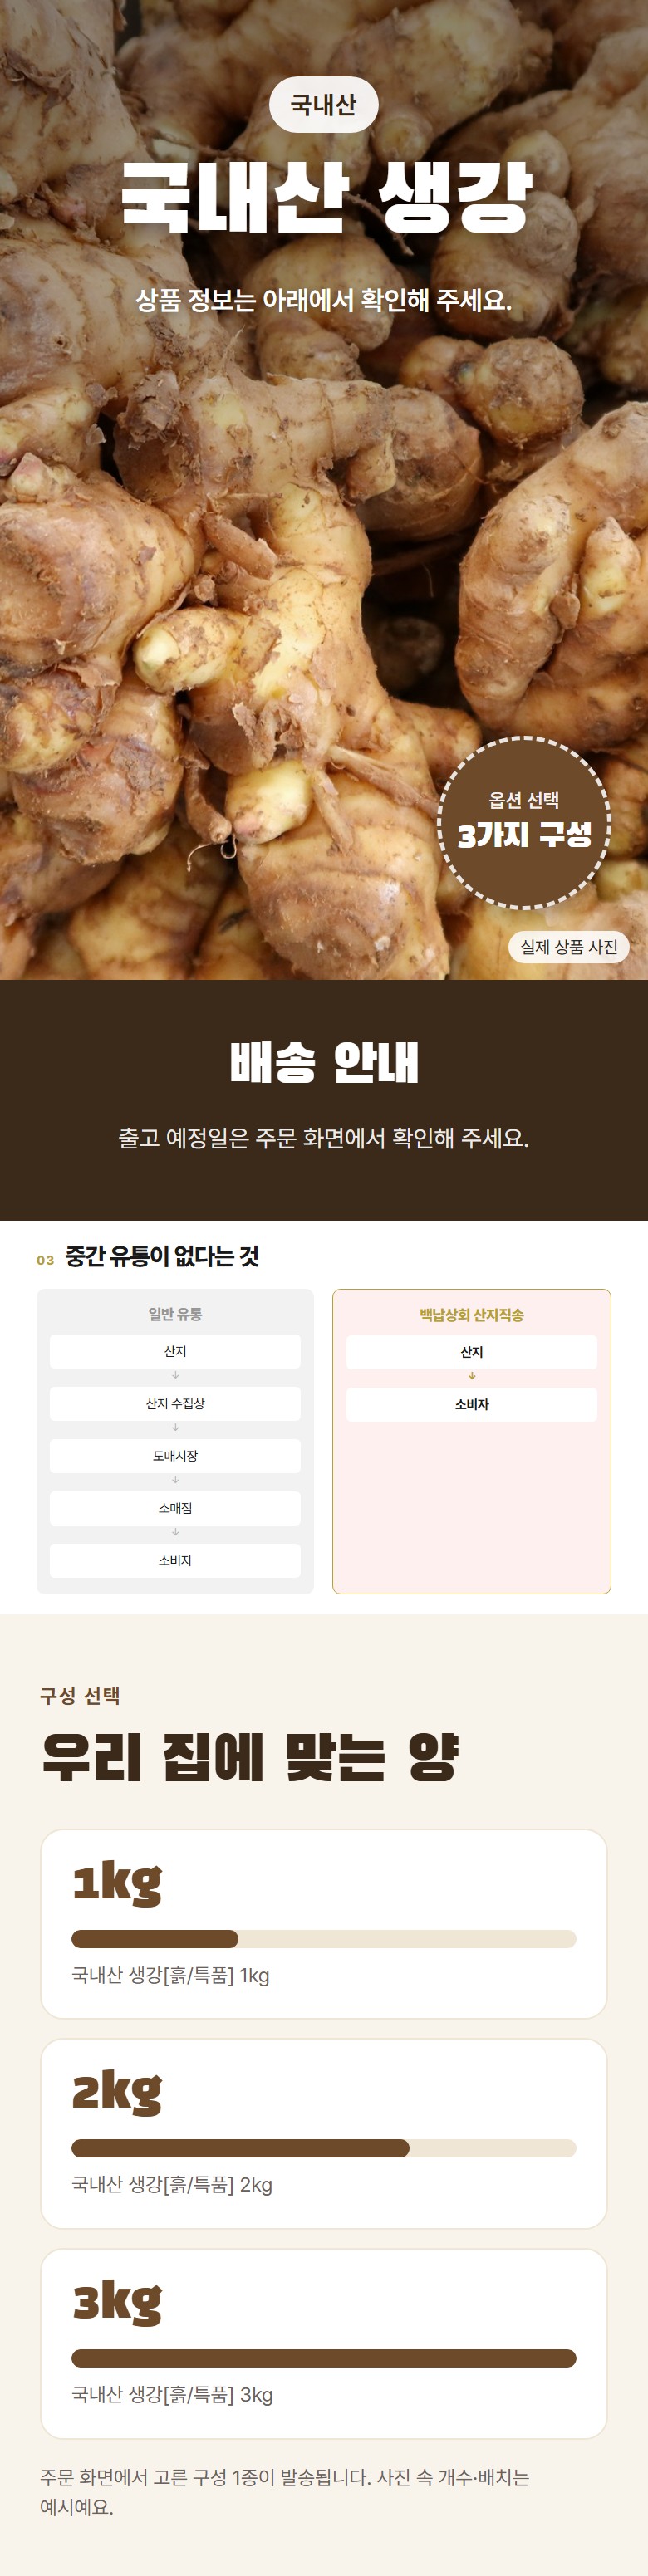 국내산
국내산 생강
상품 정보는 아래에서 확인해 주세요.
옵션 선택
3가지 구성
실제 상품 사진
배송 안내
출고 예정일은 주문 화면에서 확인해 주세요.
03 중간 유통이 없다는 것
일반 유통
산지
↓
산지 수집상
↓
도매시장
↓
소매점
↓
소비자
백납상회 산지직송
산지
↓
소비자
구성 선택
우리 집에 맞는 양
1kg
국내산 생강[흙/특품] 1kg
2kg
국내산 생강[흙/특품] 2kg
3kg
국내산 생강[흙/특품] 3kg
주문 화면에서 고른 구성 1종이 발송됩니다. 사진 속 개수·배치는
예시예요.